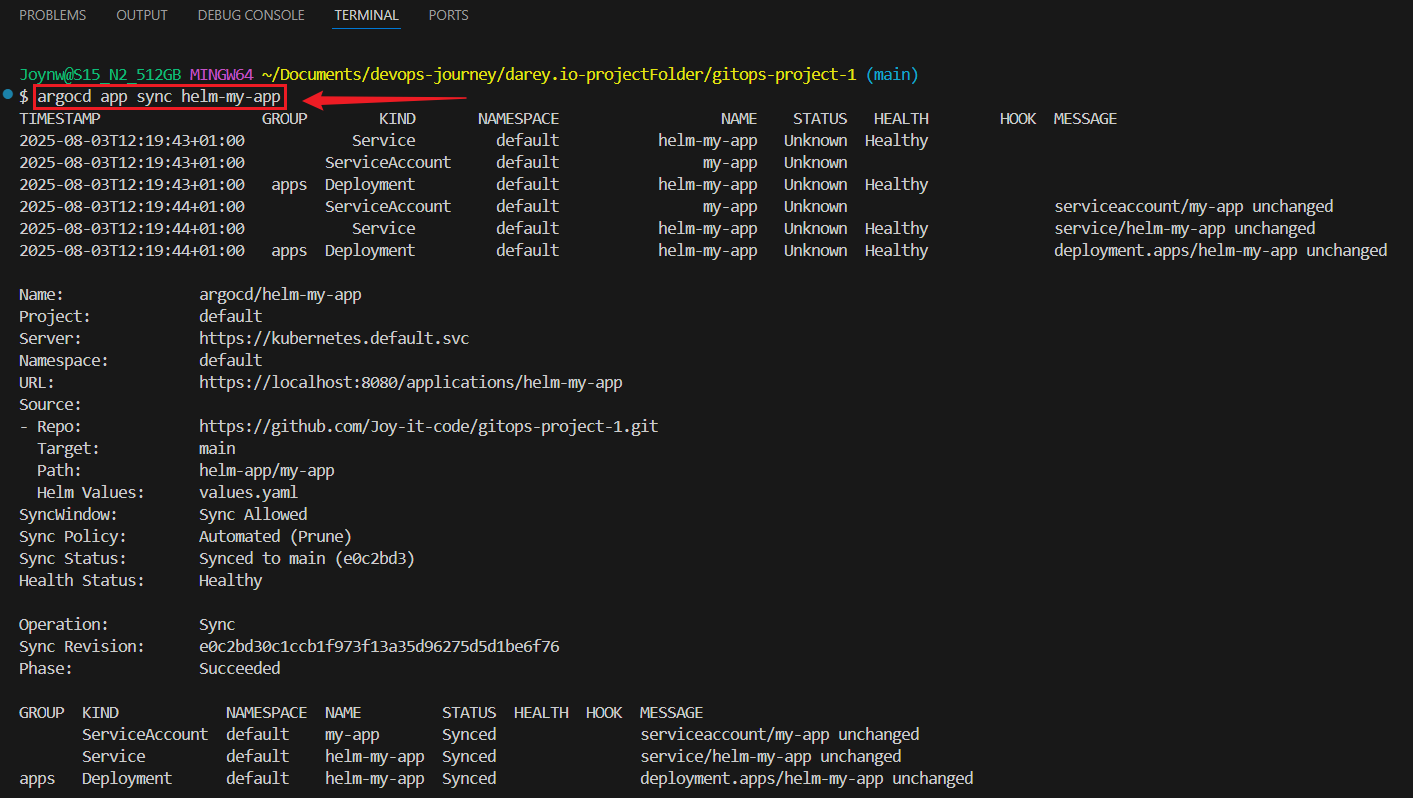 PROBLEMS OUTPUT DEBUG CONSOLE TERMINAL PORTS
Joynw@S15_N2_512GB MINGW64 ~/Documents/devops-journey/darey.io-projectFolder/gitops-project-1 (main)
$ argocd app sync helm-my-app
TIMESTAMP GROUP KIND NAMESPACE NAME STATUS HEALTH HOOK MESSAGE
2025-08-03T12:19:43+01:00 Service default helm-my-app Unknown Healthy
2025-08-03T12:19:43+01:00 ServiceAccount default my-app Unknown
2025-08-03T12:19:43+01:00 apps Deployment default helm-my-app Unknown Healthy
2025-08-03T12:19:44+01:00 ServiceAccount default my-app Unknown serviceaccount/my-app unchanged
2025-08-03T12:19:44+01:00 Service default helm-my-app Unknown Healthy service/helm-my-app unchanged
2025-08-03T12:19:44+01:00 apps Deployment default helm-my-app Unknown Healthy deployment.apps/helm-my-app unchanged
Name: argocd/helm-my-app
Project: default
Server: https://kubernetes.default.svc
Namespace: default
URL: https://localhost:8080/applications/helm-my-app
Source:
- Repo: https://github.com/Joy-it-code/gitops-project-1.git
Target: main
Path: helm-app/my-app
Helm Values: values.yaml
SyncWindow: Sync Allowed
Sync Policy: Automated (Prune)
Sync Status: Synced to main (e0c2bd3)
Health Status: Healthy
Operation: Sync
Sync Revision: e0c2bd30c1ccb1f973f13a35d96275d5d1be6f76
Phase: Succeeded
GROUP KIND NAMESPACE NAME STATUS HEALTH HOOK MESSAGE
ServiceAccount default my-app Synced serviceaccount/my-app unchanged
Service default helm-my-app Synced service/helm-my-app unchanged
apps Deployment default helm-my-app Synced deployment.apps/helm-my-app unchanged